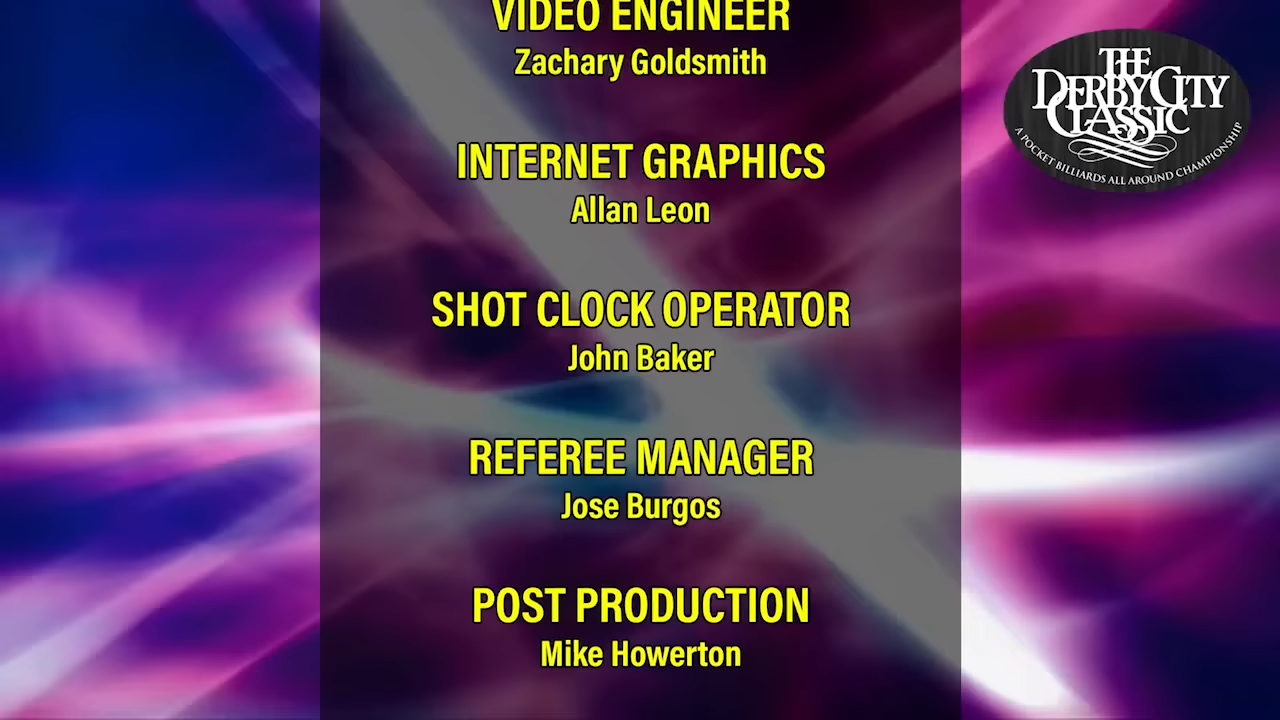 VIDEO ENGINEER
Zachary Goldsmith
INTERNET GRAPHICS
Allan Leon
SHOT CLOCK OPERATOR
John Baker
REFEREE MANAGER
Jose Burgos
POST PRODUCTION
Mike Howerton
THE
DERBY CITY
CLASSIC
A POCKET BILLIARDS ALL AROUND CHAMPIONSHIP